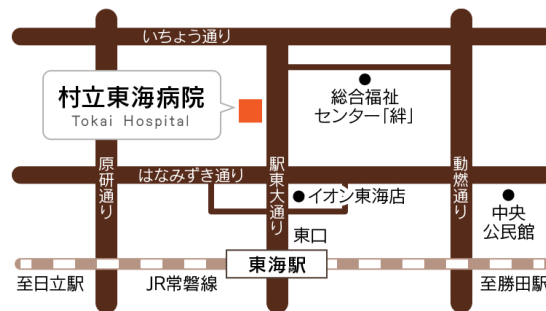 いちょう通り
村立東海病院
Tokai Hospital
総合福祉
センター「絆」
原研通り
はなみずき通り
駅東大通り
動燃通り
イオン東海店
中央
公民館
東口
東海駅
至日立駅
JR常磐線
至勝田駅